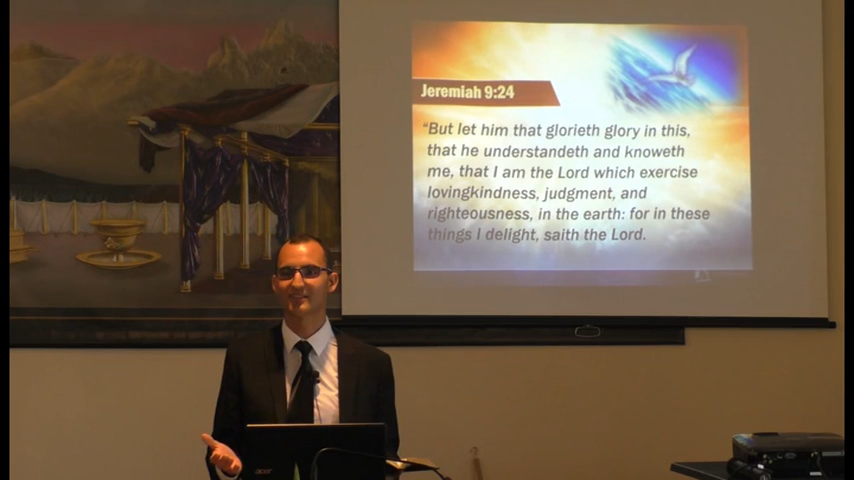 Jeremiah 9:24
“But let him that glorieth glory in this,
that he understandeth and knoweth
me, that I am the Lord which exercise
lovingkindness, judgment, and
righteousness, in the earth: for in these
things I delight, saith the Lord.
acer